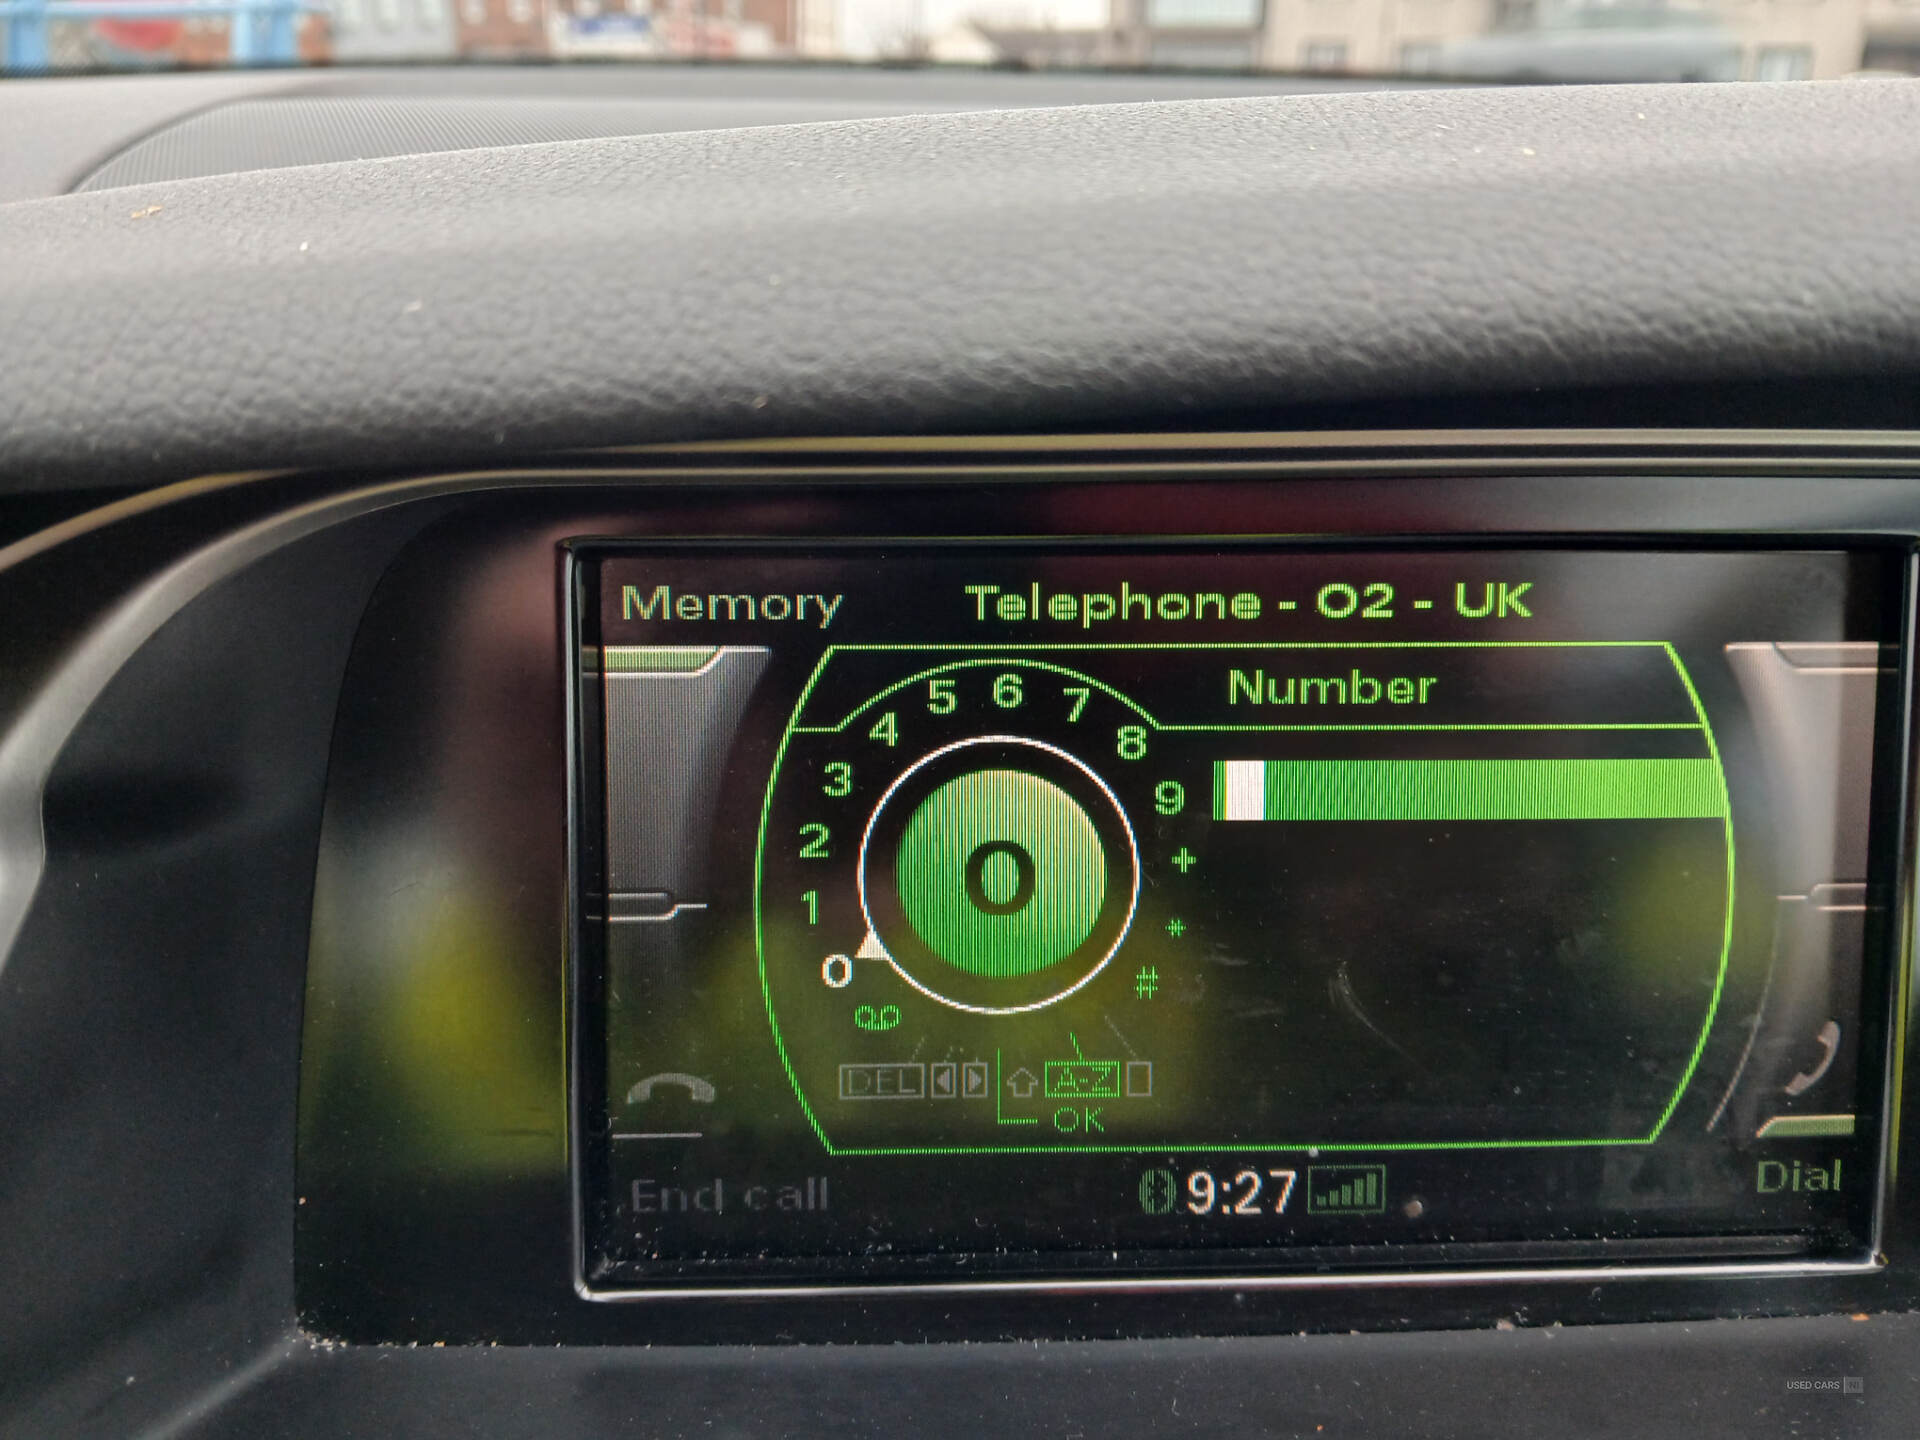 Memory
Telephone - O2 - UK
Number
5 6 7
4 8
3 9
2 +
1 *
0 0 #
DEL A-Z
OK
End call
9:27
Dial
USED CARS NI